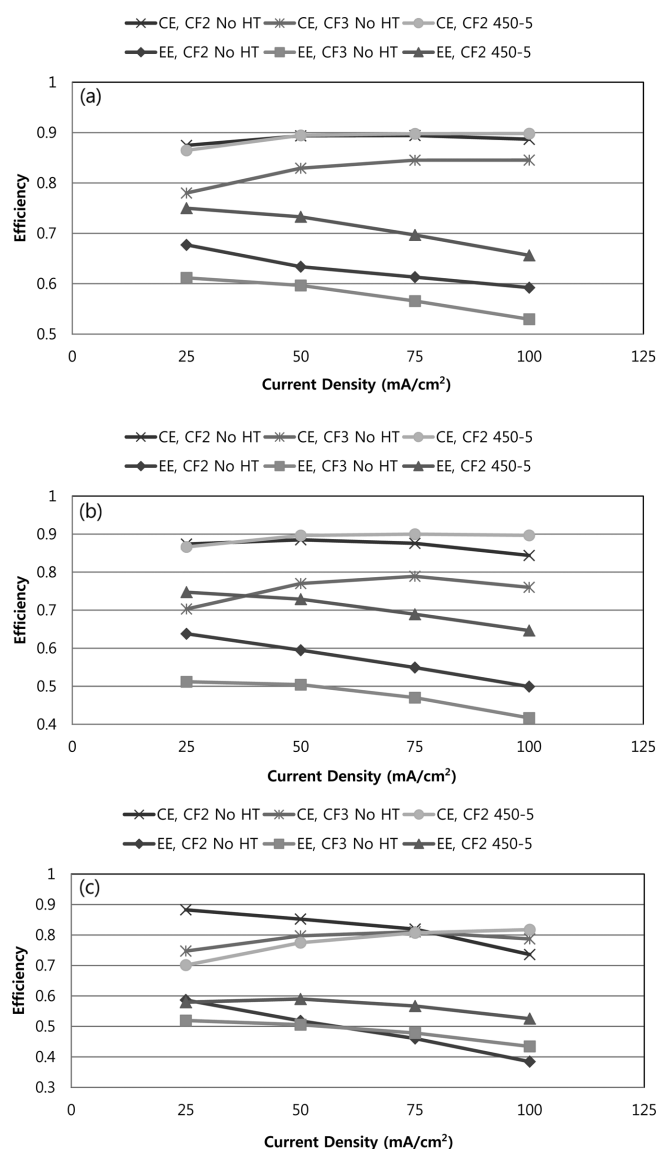 CE, CF2 No HT CE, CF3 No HT CE, CF2 450-5
EE, CF2 No HT EE, CF3 No HT EE, CF2 450-5
(a)
Efficiency
1
0.9
0.8
0.7
0.6
0.5
0 25 50 75 100 125
Current Density (mA/cm²)
CE, CF2 No HT CE, CF3 No HT CE, CF2 450-5
EE, CF2 No HT EE, CF3 No HT EE, CF2 450-5
(b)
Efficiency
1
0.9
0.8
0.7
0.6
0.5
0.4
0 25 50 75 100 125
Current Density (mA/cm²)
CE, CF2 No HT CE, CF3 No HT CE, CF2 450-5
EE, CF2 No HT EE, CF3 No HT EE, CF2 450-5
(c)
Efficiency
1
0.9
0.8
0.7
0.6
0.5
0.4
0.3
0 25 50 75 100 125
Current Density (mA/cm²)